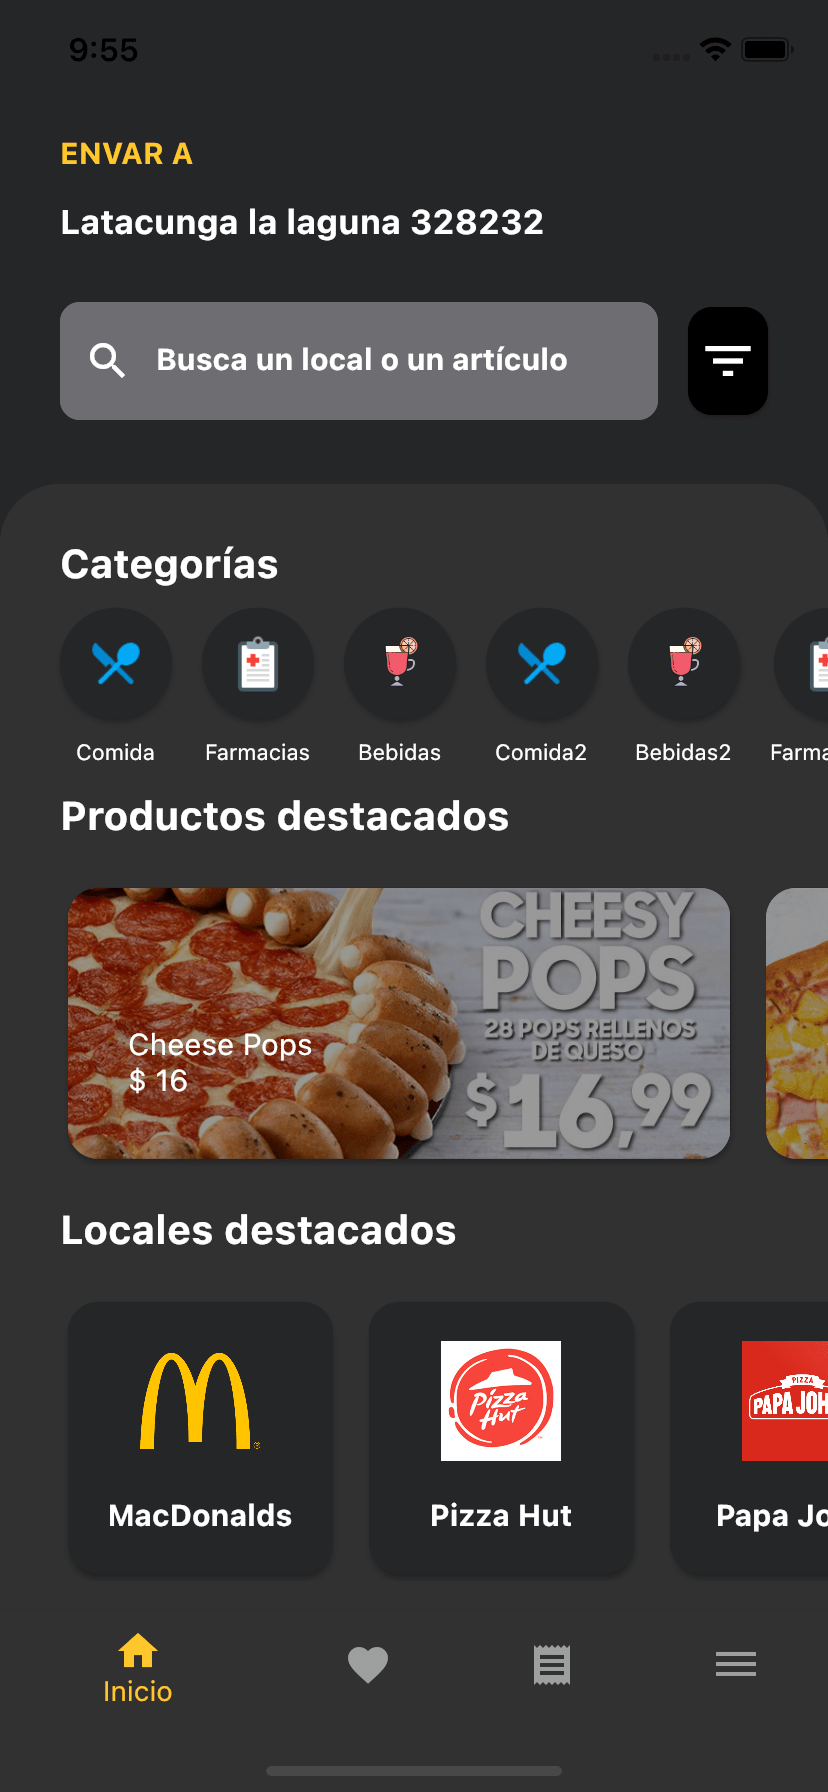 9:55
ENVAR A
Latacunga la laguna 328232
Busca un local o un artículo
Categorías
Comida Farmacias Bebidas Comida2 Bebidas2 Farma
Productos destacados
CHEESY
POPS
28 POPS RELLENOS
DE QUESO
$16,99
Cheese Pops
$ 16
Locales destacados
Pizza
Hut
PIZZA
PAPA JOH
MacDonalds Pizza Hut Papa Jo
Inicio